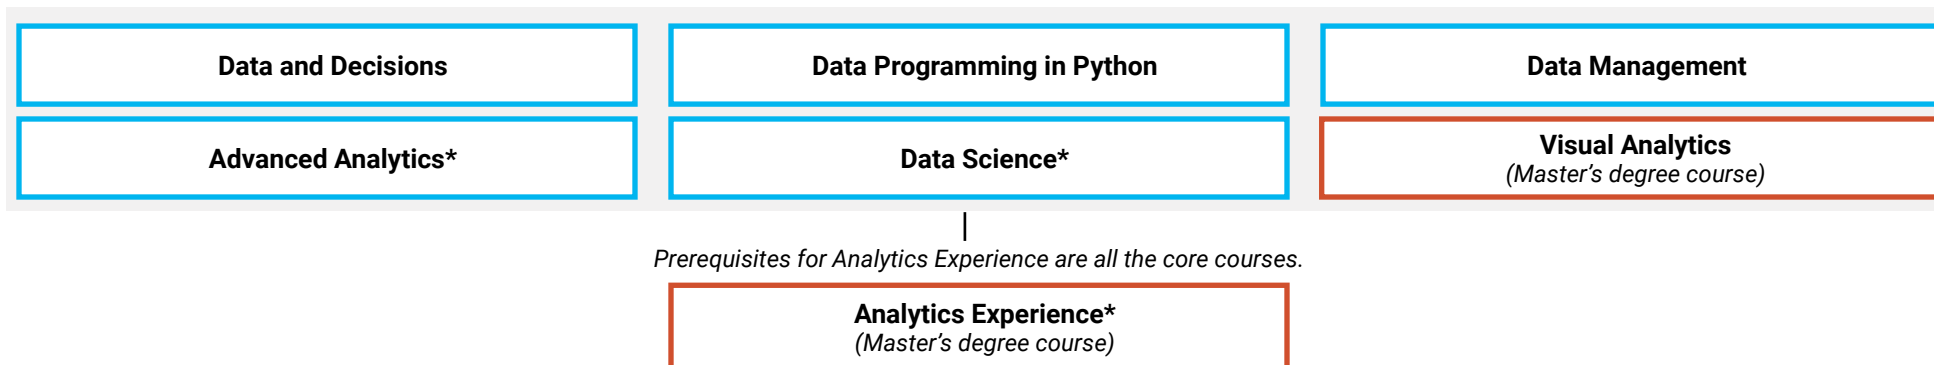 Data and Decisions
Data Programming in Python
Data Management
Advanced Analytics*
Data Science*
Visual Analytics
(Master’s degree course)
Prerequisites for Analytics Experience are all the core courses.
Analytics Experience*
(Master’s degree course)